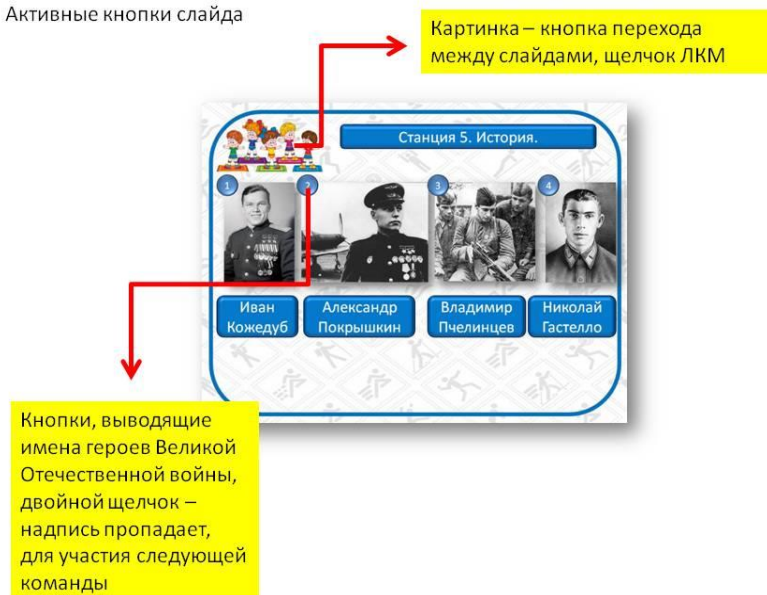 Активные кнопки слайда
Картинка – кнопка перехода
между слайдами, щелчок ЛКМ
Станция 5. История.
1
2
3
4
Иван
Кожедуб
Александр
Покрышкин
Владимир
Пчелинцев
Николай
Гастелло
Кнопки, выводящие
имена героев Великой
Отечественной войны,
двойной щелчок –
надпись пропадает,
для участия следующей
команды